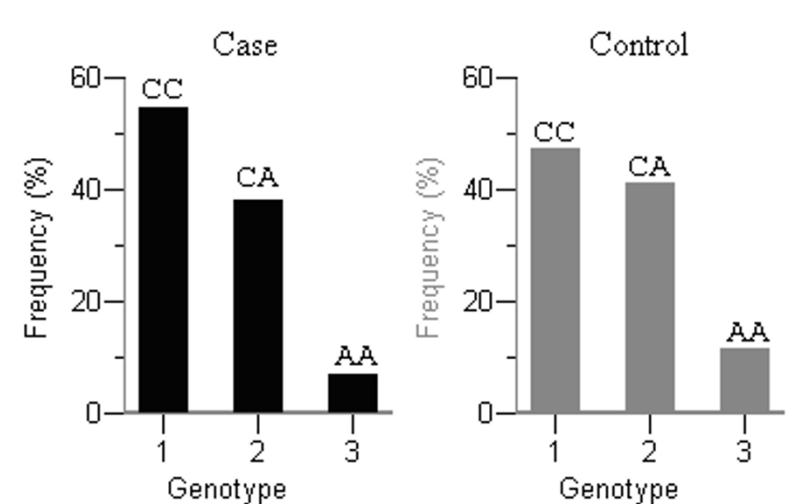 Case
Frequency (%)
60
40
20
0
CC
CA
AA
1 2 3
Genotype
Control
Frequency (%)
60
40
20
0
CC
CA
AA
1 2 3
Genotype